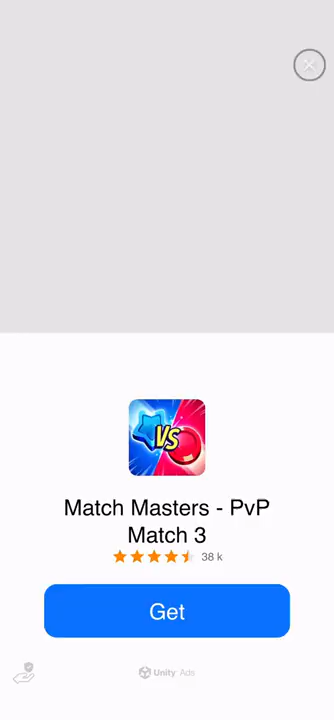 VS
Match Masters - PvP
Match 3
38 k
Get
Unity Ads